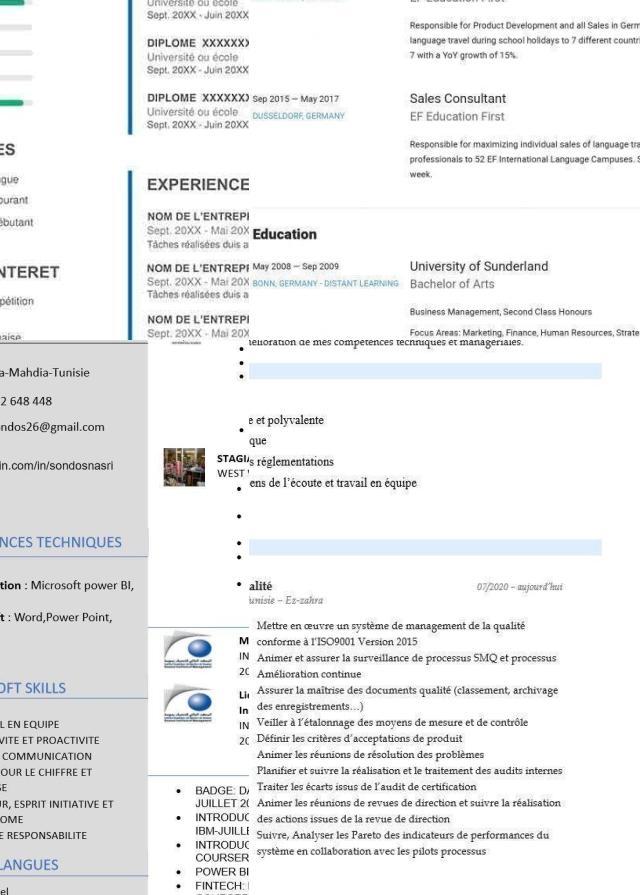 Université ou école
Sept. 20XX - Juin 20XX
DIPLOME XXXXXXX
Université ou école
Sept. 20XX - Juin 20XX
DIPLOME XXXXXXX
Université ou école
Sept. 20XX - Juin 20XX
EXPERIENCE
NOM DE L'ENTREPR
Sept. 20XX - Mai 20X
Tâches réalisées duis a
NOM DE L'ENTREPR
Sept. 20XX - Mai 20X
Tâches réalisées duis a
NOM DE L'ENTREPR
Sept. 20XX - Mai 20X
ES
gue
ourant
ébutant
NTERET
pétition
naise
EF Education First
Responsible for Product Development and all Sales in Germ
language travel during school holidays to 7 different countri
7 with a YoY growth of 15%.
Sep 2015 — May 2017
DUSSELDORF, GERMANY
Sales Consultant
EF Education First
Responsible for maximizing individual sales of language tra
professionals to 52 EF International Language Campuses. S
week.
Education
May 2008 — Sep 2009
BONN, GERMANY - DISTANT LEARNING
University of Sunderland
Bachelor of Arts
Business Management, Second Class Honours
Focus Areas: Marketing, Finance, Human Resources, Strate
a-Mahdia-Tunisie
2 648 448
ondos26@gmail.com
in.com/in/sondosnasri
NCES TECHNIQUES
tion : Microsoft power BI,
t : Word,Power Point,
OFT SKILLS
L EN EQUIPE
VITE ET PROACTIVITE
COMMUNICATION
OUR LE CHIFFRE ET
SE
UR, ESPRIT INITIATIVE ET
OME
E RESPONSABILITE
LANGUES
el
STAGIA
WEST
M
IN
20
Li
In
IN
20
• BADGE: DA
JUILLET 20
• INTRODUC
IBM-JUILLE
• INTRODUC
COURSER
• POWER BI
• FINTECH:
COURSER
élioration de mes compétences techniques et managériales.
e et polyvalente
que
s réglementations
ens de l'écoute et travail en équipe
alité
07/2020 – aujourd'hui
unisie – Ez-zahra
Mettre en œuvre un système de management de la qualité
conforme à l'ISO9001 Version 2015
Animer et assurer la surveillance de processus SMQ et processus
Amélioration continue
Assurer la maîtrise des documents qualité (classement, archivage
des enregistrements…)
Veiller à l'étalonnage des moyens de mesure et de contrôle
Définir les critères d'acceptations de produit
Animer les réunions de résolution des problèmes
Planifier et suivre la réalisation et le traitement des audits internes
Traiter les écarts issus de l'audit de certification
Animer les réunions de revues de direction et suivre la réalisation
des actions issues de la revue de direction
Suivre, Analyser les Pareto des indicateurs de performances du
système en collaboration avec les pilots processus